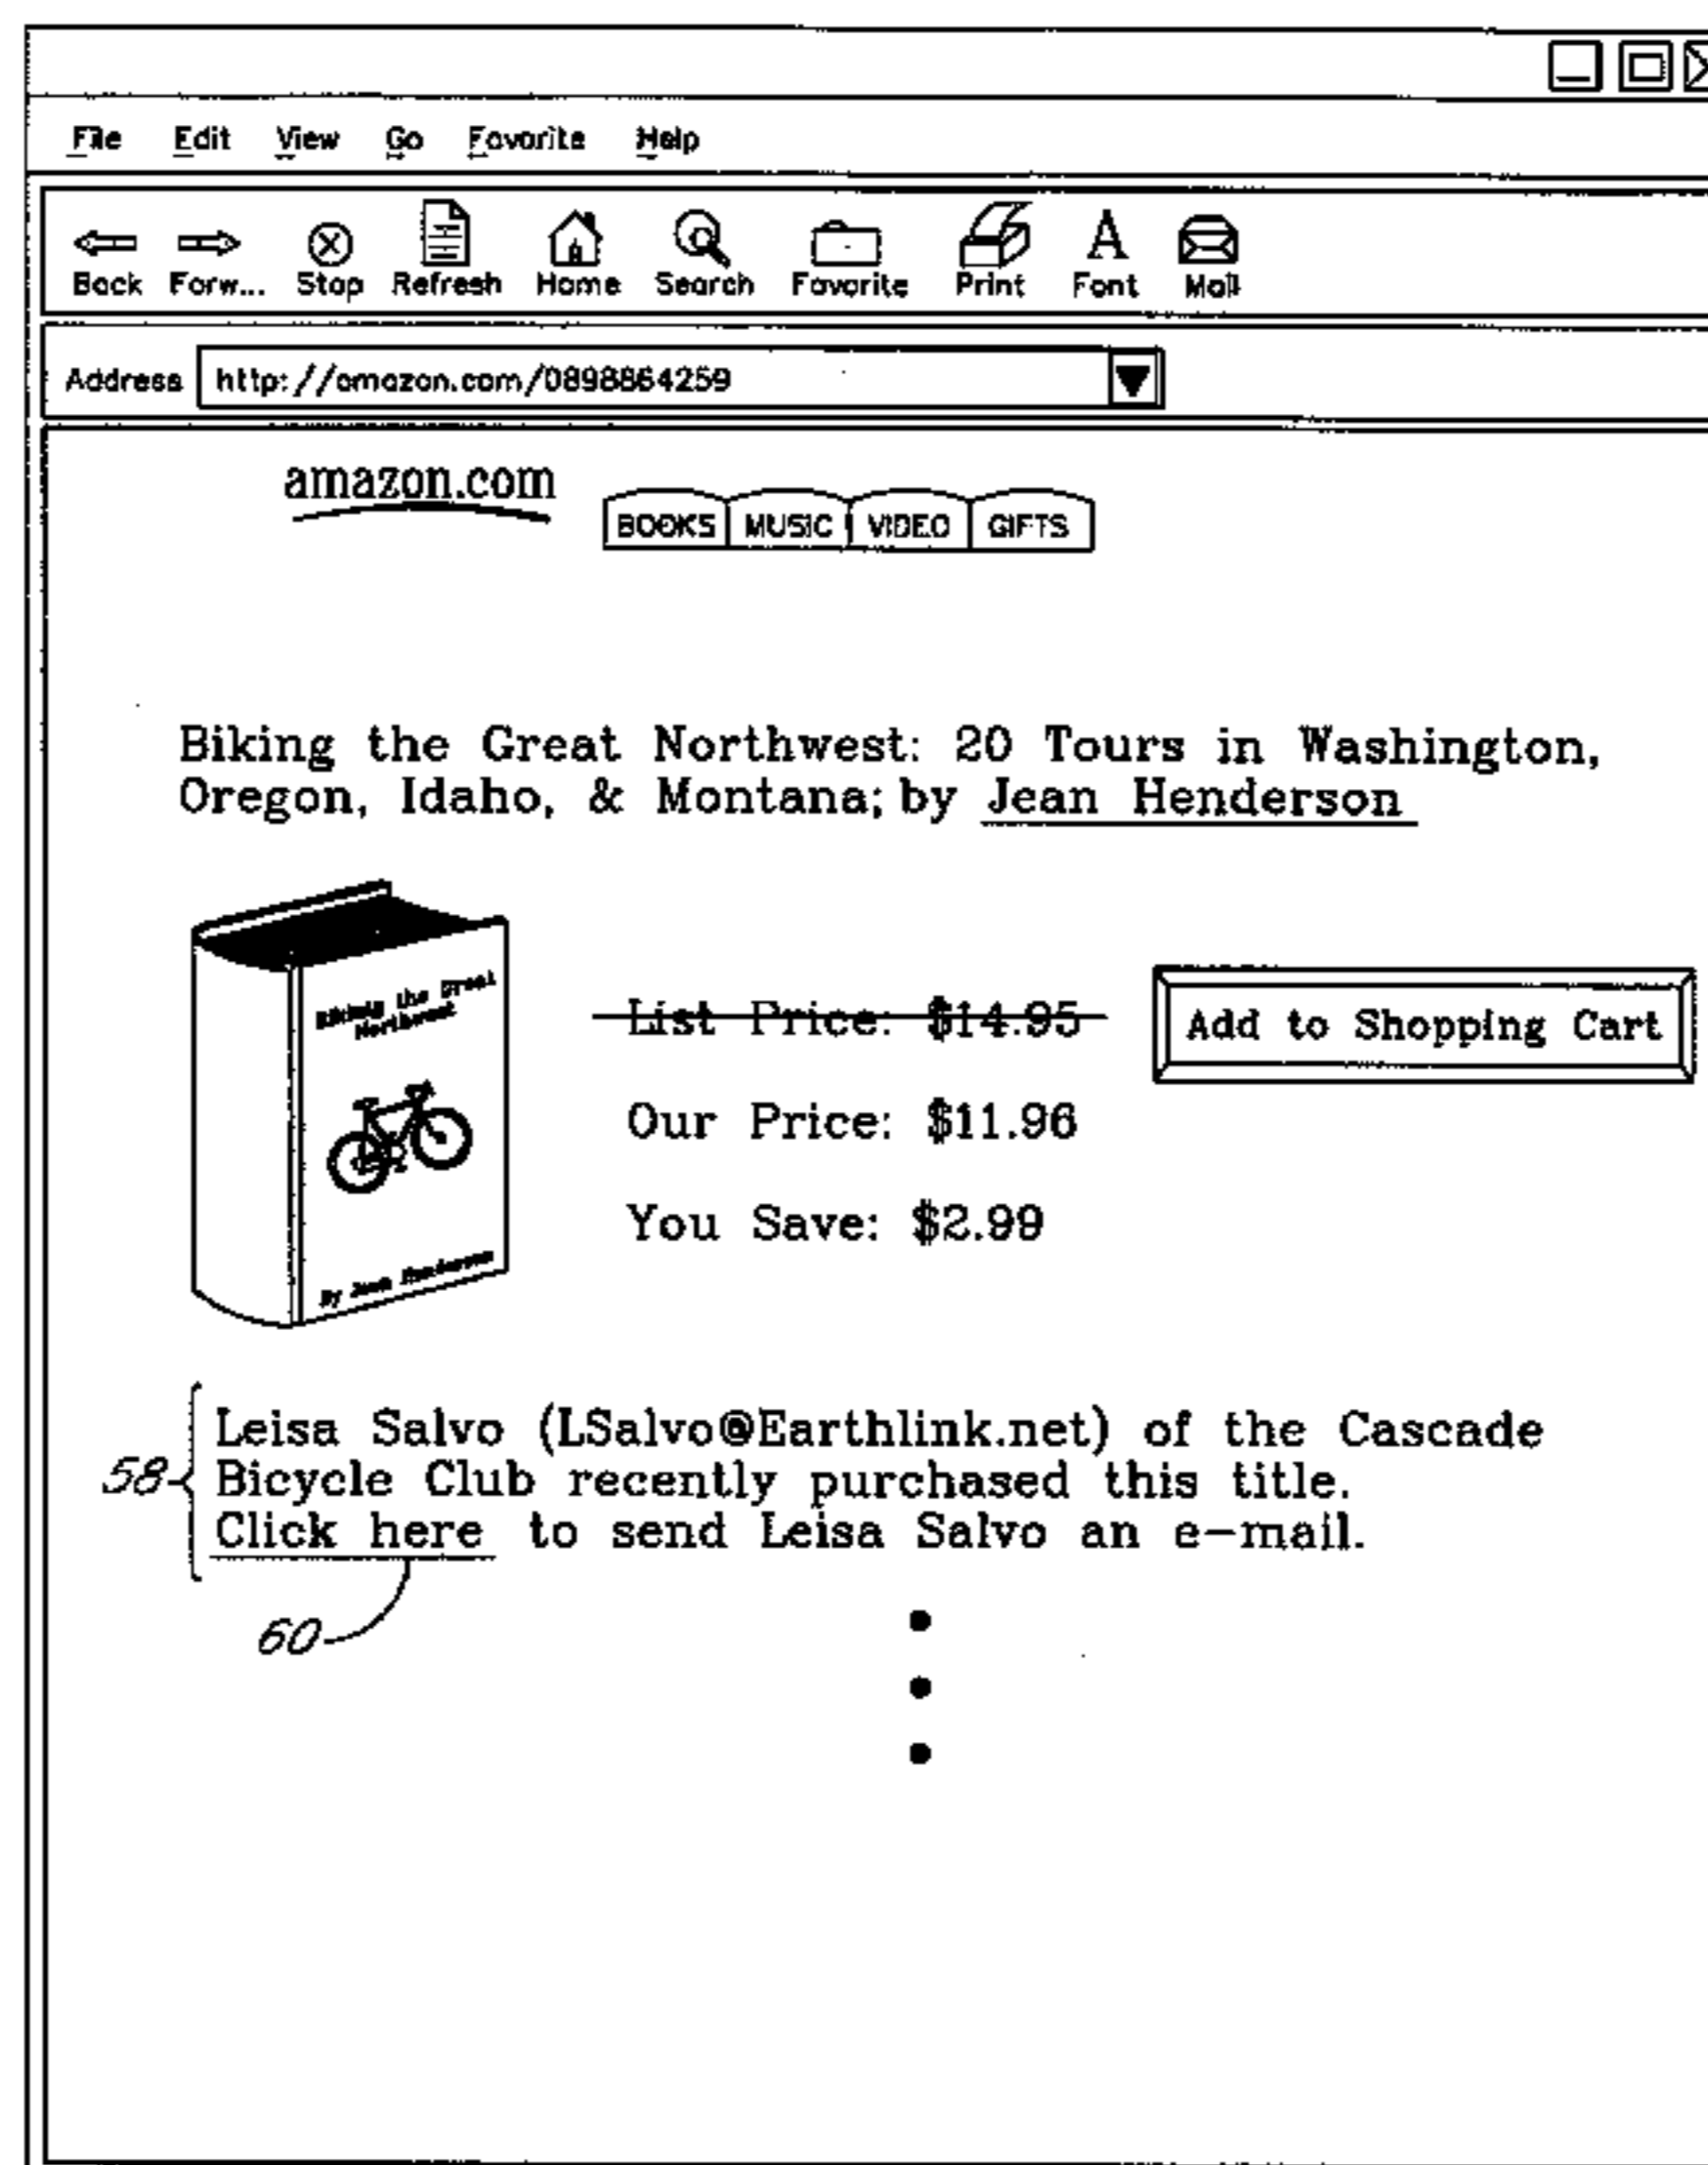 File Edit View Go Favorite Help
Back Forw... Stop Refresh Home Search Favorite Print Font Mail
Address http://amazon.com/0898864259
amazon.com
BOOKS MUSIC VIDEO GIFTS
Biking the Great Northwest: 20 Tours in Washington,
Oregon, Idaho, & Montana; by Jean Henderson
Biking the Great
Northwest
List Price: $14.95
Add to Shopping Cart
Our Price: $11.96
You Save: $2.99
By Jean Henderson
58
Leisa Salvo (LSalvo@Earthlink.net) of the Cascade
Bicycle Club recently purchased this title.
Click here to send Leisa Salvo an e-mail.
60